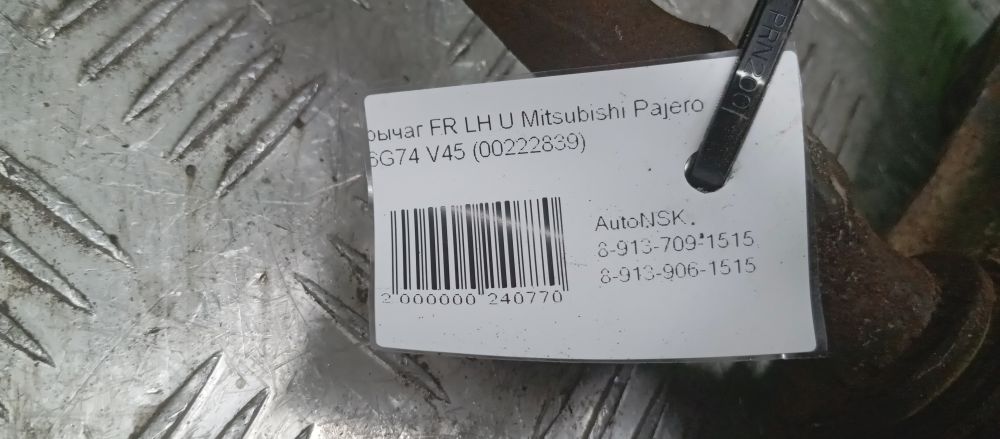 рычаг FR LH U Mitsubishi Pajero
6G74 V45 (00222839)
AutoNSK.
8-913-709-1515
8-913-906-1515
2 000000 240770